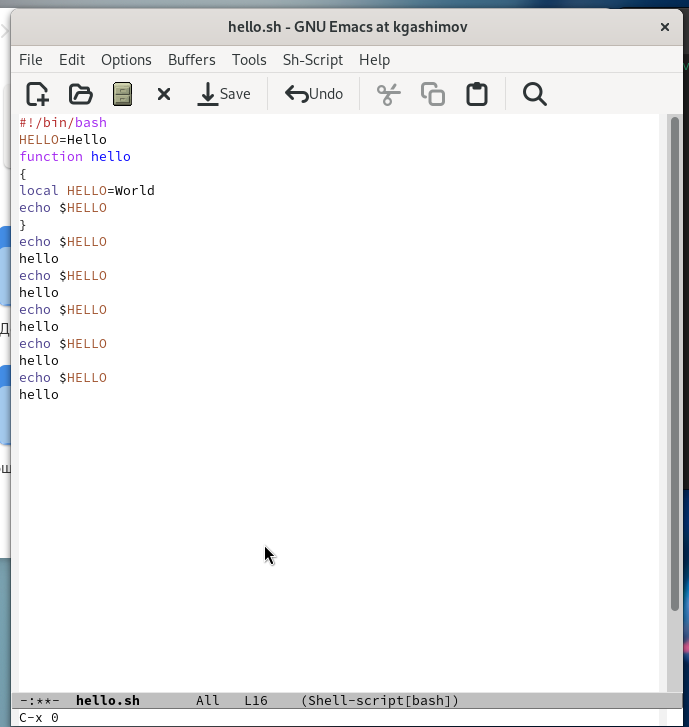 hello.sh - GNU Emacs at kgashimov
File Edit Options Buffers Tools Sh-Script Help
Save Undo
#!/bin/bash
HELLO=Hello
function hello
{
local HELLO=World
echo $HELLO
}
echo $HELLO
hello
echo $HELLO
hello
echo $HELLO
hello
echo $HELLO
hello
echo $HELLO
hello
-:**- hello.sh All L16 (Shell-script[bash])
C-x 0